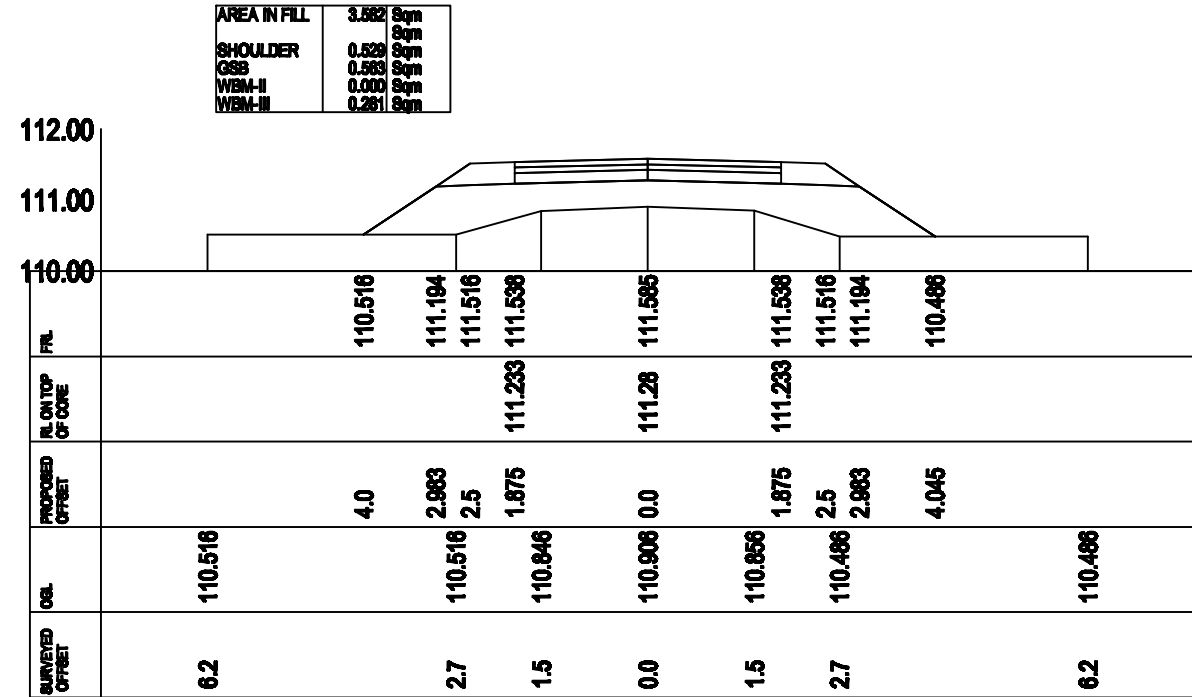 AREA IN FILL 3.562 Sqm
Sqm
SHOULDER 0.529 Sqm
GSB 0.563 Sqm
WBM-II 0.000 Sqm
WBM-III 0.281 Sqm
112.00
111.00
110.00
FRL 110.516 111.194 111.516 111.538 111.585 111.538 111.516 111.194 110.486
RL ON TOP OF CORE 111.233 111.28 111.233
PROPOSED OFFSET 4.0 2.983 2.5 1.875 0.0 1.875 2.5 2.983 4.045
OGL 110.516 110.516 110.846 110.906 110.856 110.486 110.486
SURVEYED OFFSET 6.2 2.7 1.5 0.0 1.5 2.7 6.2